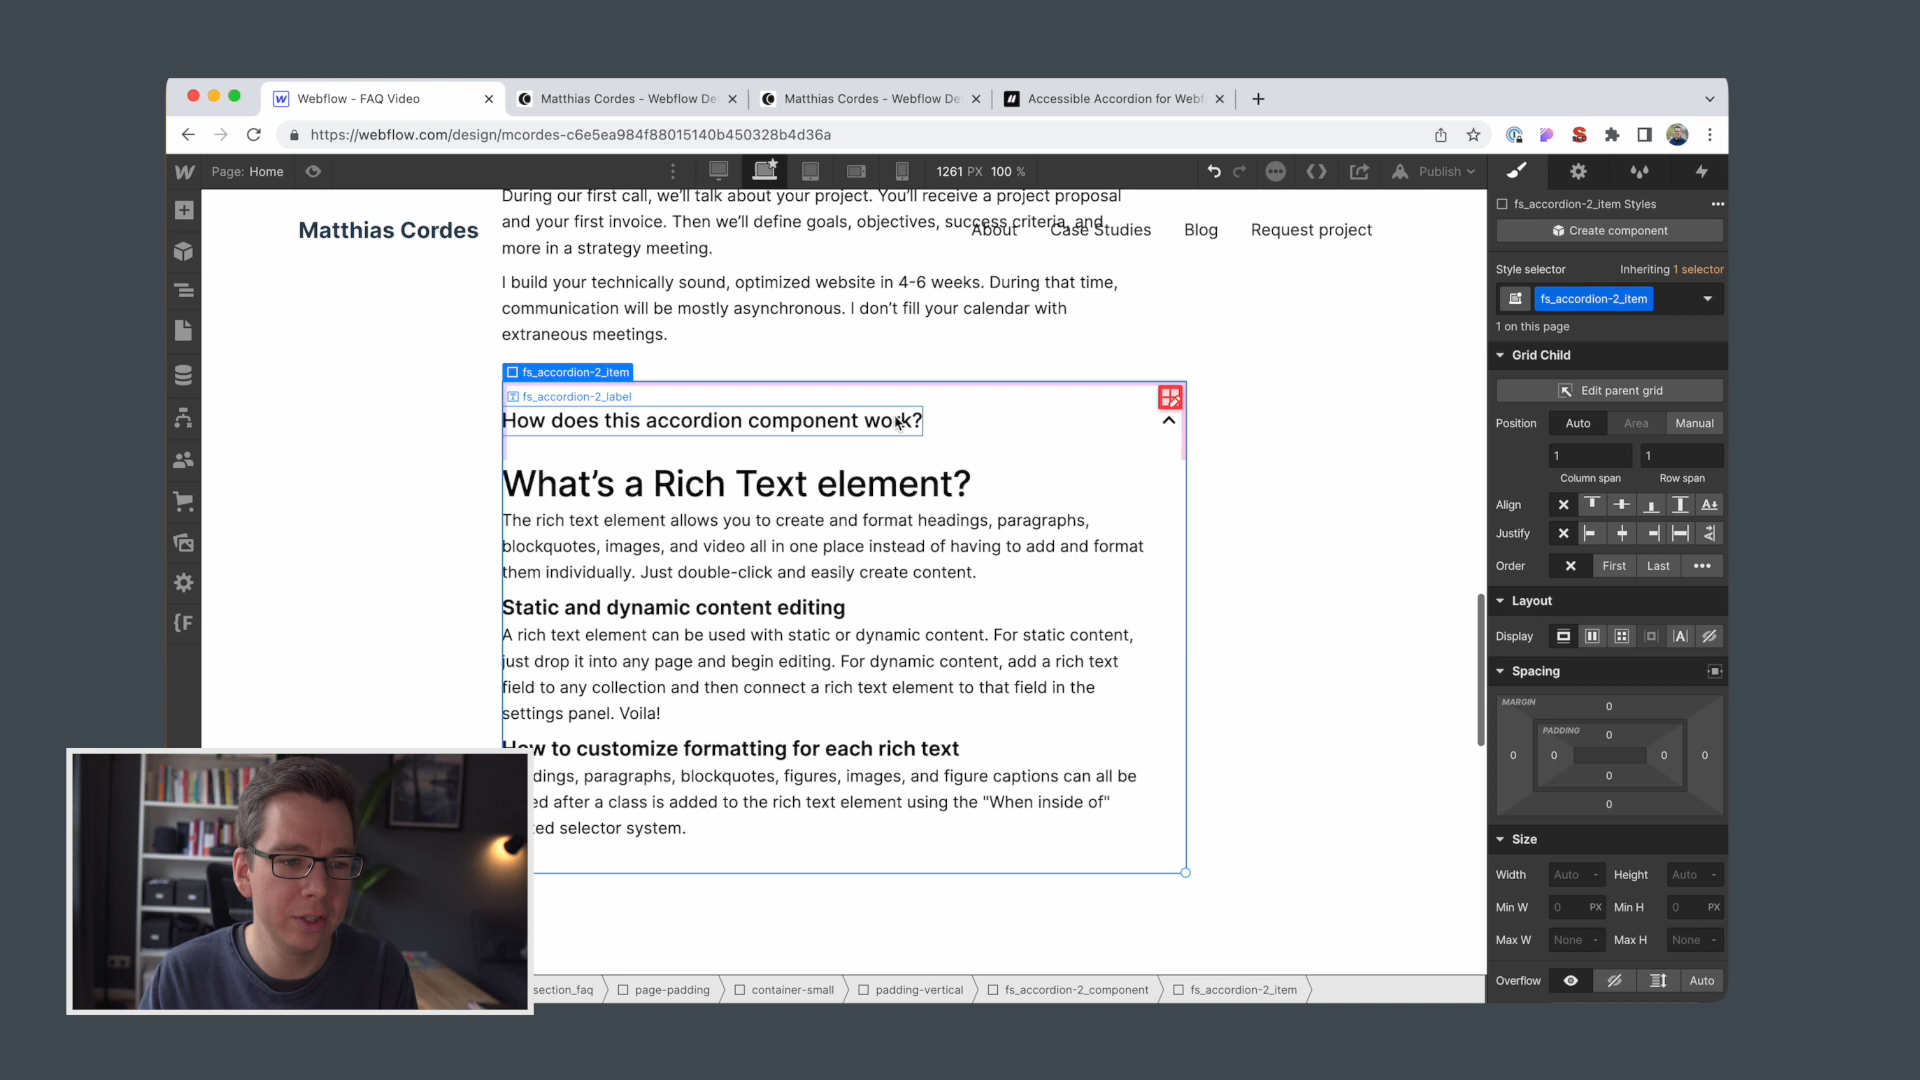 Webflow - FAQ Video
Matthias Cordes - Webflow De
Matthias Cordes - Webflow De
Accessible Accordion for Webf
https://webflow.com/design/mcordes-c6e5ea984f88015140b450328b4d36a
Page: Home
1261 PX 100 %
Publish
During our first call, we'll talk about your project. You'll receive a project proposal
and your first invoice. Then we'll define goals, objectives, success criteria, and
more in a strategy meeting.
Matthias Cordes
About
Case Studies
Blog
Request project
I build your technically sound, optimized website in 4-6 weeks. During that time,
communication will be mostly asynchronous. I don't fill your calendar with
extraneous meetings.
fs_accordion-2_item
fs_accordion-2_label
How does this accordion component work?
What's a Rich Text element?
The rich text element allows you to create and format headings, paragraphs,
blockquotes, images, and video all in one place instead of having to add and format
them individually. Just double-click and easily create content.
Static and dynamic content editing
A rich text element can be used with static or dynamic content. For static content,
just drop it into any page and begin editing. For dynamic content, add a rich text
field to any collection and then connect a rich text element to that field in the
settings panel. Voila!
How to customize formatting for each rich text
dings, paragraphs, blockquotes, figures, images, and figure captions can all be
ed after a class is added to the rich text element using the "When inside of"
ted selector system.
section_faq
page-padding
container-small
padding-vertical
fs_accordion-2_component
fs_accordion-2_item
fs_accordion-2_item Styles
Create component
Style selector
Inheriting 1 selector
fs_accordion-2_item
1 on this page
Grid Child
Edit parent grid
Position
Auto
Area
Manual
1
1
Column span
Row span
Align
Justify
Order
First
Last
Layout
Display
Spacing
MARGIN
0
PADDING
0
0
0
0
0
0
0
Size
Width
Auto -
Height
Auto -
Min W
0 PX
Min H
0 PX
Max W
None -
Max H
None -
Overflow
Auto